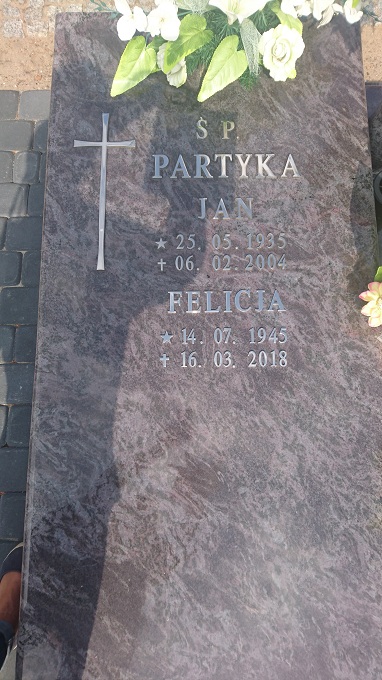 Ś P.
PARTYKA
JAN
★ 25. 05. 1935
✝ 06. 02. 2004
FELICJA
★ 14. 07. 1945
✝ 16. 03. 2018